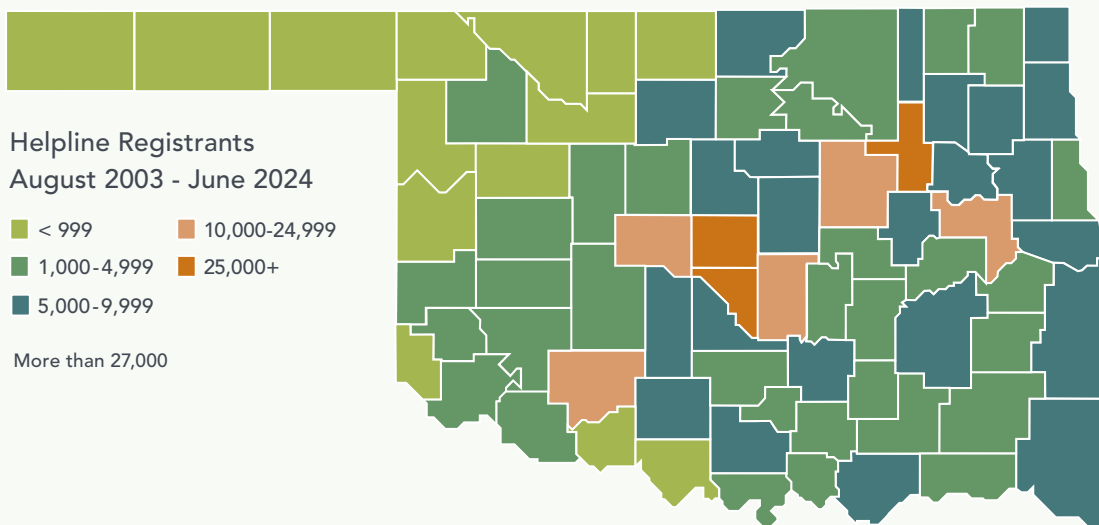 Helpline Registrants
August 2003 - June 2024
< 999
10,000-24,999
1,000-4,999
25,000+
5,000-9,999
More than 27,000